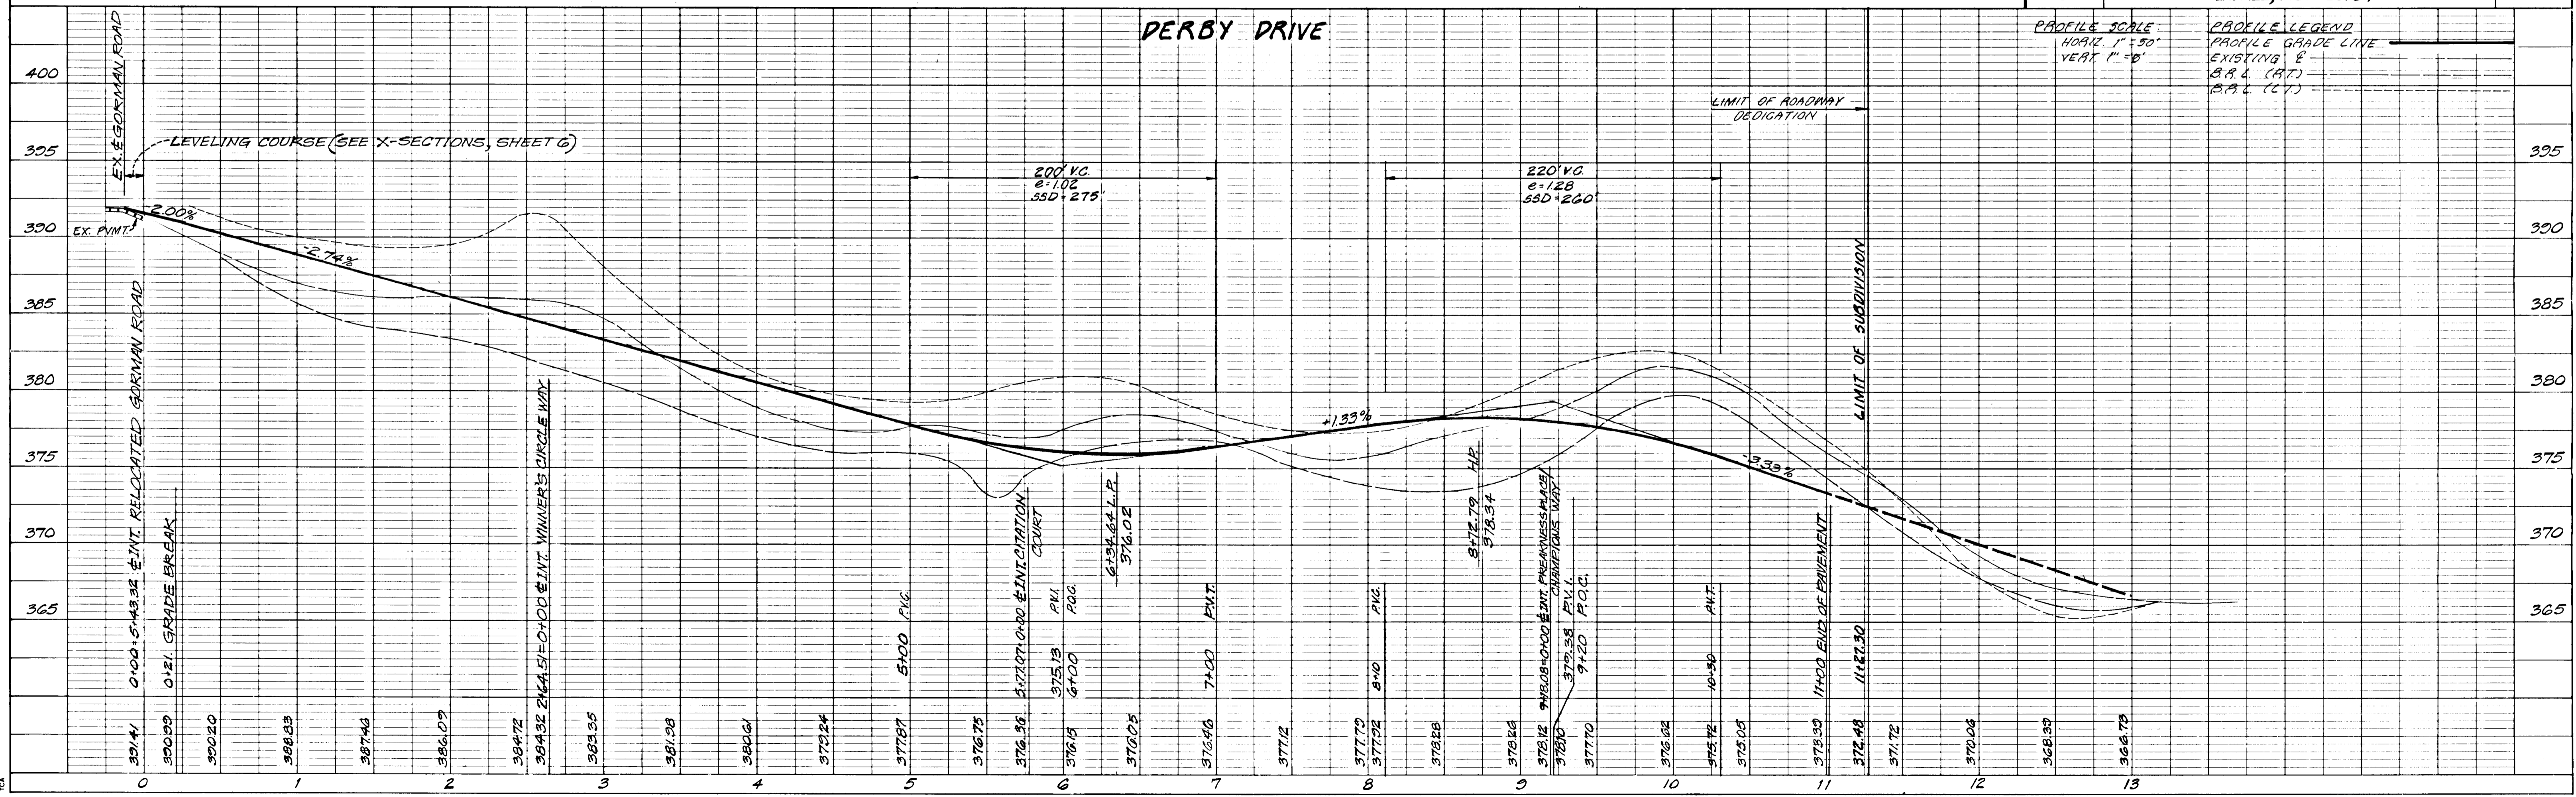 DERBY DRIVE
PROFILE SCALE
HORIZ. 1" = 50'
VERT. 1" =
PROFILE LEGEND
PROFILE GRADE LINE
EXISTING ℄
B.R.L. (RT.)
B.R.L. (LT.)
400
395
390
385
380
375
370
365
395
390
385
380
375
370
365
EX. ℄ GORMAN ROAD
LEVELING COURSE (SEE X-SECTIONS, SHEET 6)
EX. PVMT.
-2.00%
-2.74%
200' V.C.
e=1.02
SSD=275'
220' V.C.
e=1.28
SSD=260'
LIMIT OF ROADWAY
DEDICATION
+1.33%
-3.33%
LIMIT OF SUBDIVISION
0+00=5+43.32 ℄ INT. RELOCATED GORMAN ROAD
0+21. GRADE BREAK
2+64.51=0+00 ℄ INT. WINNER'S CIRCLE WAY
5+00 P.V.C.
5+77.07=0+00 ℄ INT. CITATION
COURT
375.13 P.V.I.
6+00 P.O.C.
6+34.64 L.P.
376.02
7+00 P.V.T.
8+10 P.V.C.
8+72.79 H.P.
378.34
9+18.08=0+00 ℄ INT. PREAKNESS PLACE/
CHAMPIONS WAY
379.38 P.V.I.
9+20 P.O.C.
10+30 P.V.T.
11+00 END OF PAVEMENT
11+27.30
391.41
390.99
390.20
388.83
387.46
386.09
384.72
384.32
383.35
381.98
380.61
379.24
377.87
376.75
376.36
376.15
376.05
376.46
377.12
377.79
377.92
378.28
378.26
378.12
378.10
377.70
376.62
375.72
375.05
373.39
372.48
371.72
370.06
368.39
366.73
0 1 2 3 4 5 6 7 8 9 10 11 12 13